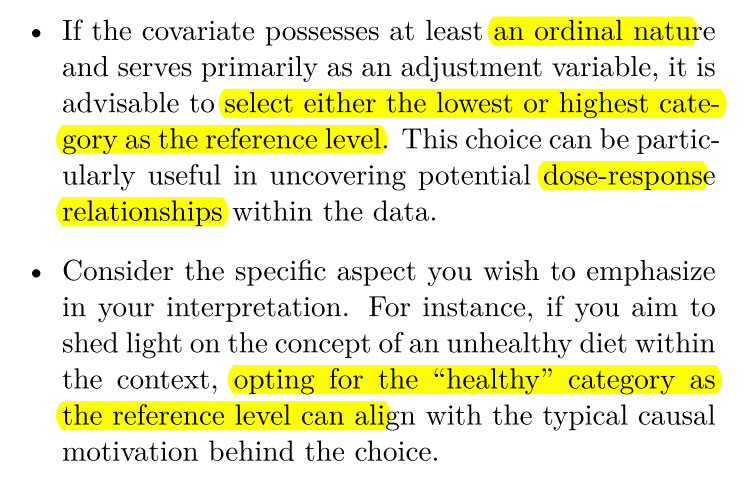 • If the covariate possesses at least an ordinal nature
and serves primarily as an adjustment variable, it is
advisable to select either the lowest or highest cate-
gory as the reference level. This choice can be partic-
ularly useful in uncovering potential dose-response
relationships within the data.
• Consider the specific aspect you wish to emphasize
in your interpretation. For instance, if you aim to
shed light on the concept of an unhealthy diet within
the context, opting for the “healthy” category as
the reference level can align with the typical causal
motivation behind the choice.